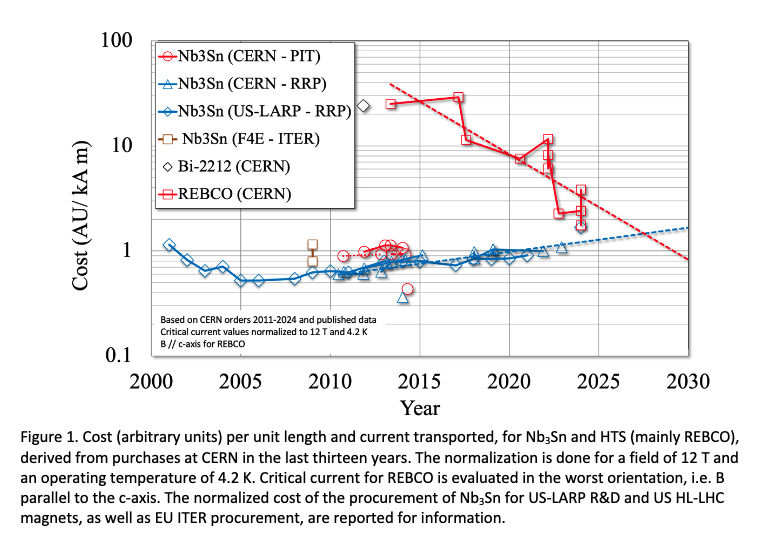 100
10
1
0.1
Cost (AU/ kA m)
Nb3Sn (CERN - PIT)
Nb3Sn (CERN - RRP)
Nb3Sn (US-LARP - RRP)
Nb3Sn (F4E - ITER)
Bi-2212 (CERN)
REBCO (CERN)
Based on CERN orders 2011-2024 and published data
Critical current values normalized to 12 T and 4.2 K
B // c-axis for REBCO
2000 2005 2010 2015 2020 2025 2030
Year
Figure 1. Cost (arbitrary units) per unit length and current transported, for Nb₃Sn and HTS (mainly REBCO),
derived from purchases at CERN in the last thirteen years. The normalization is done for a field of 12 T and
an operating temperature of 4.2 K. Critical current for REBCO is evaluated in the worst orientation, i.e. B
parallel to the c-axis. The normalized cost of the procurement of Nb₃Sn for US-LARP R&D and US HL-LHC
magnets, as well as EU ITER procurement, are reported for information.